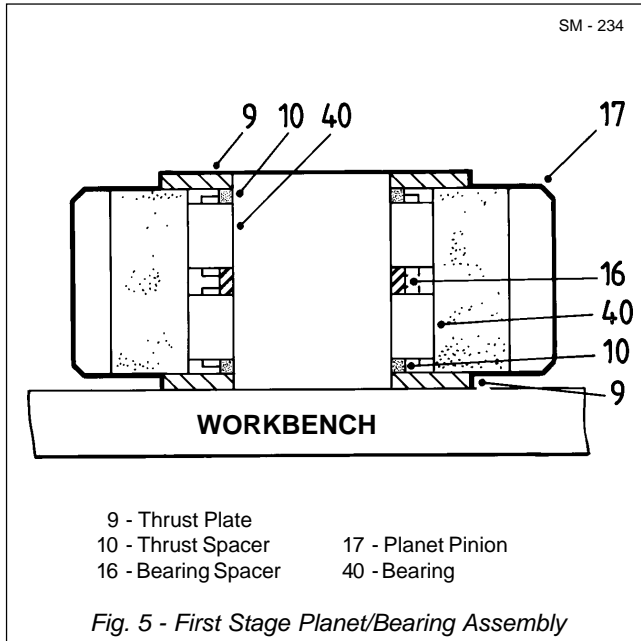 SM - 234
9 10 40 17
16
40
10
9
WORKBENCH
9 - Thrust Plate
10 - Thrust Spacer 17 - Planet Pinion
16 - Bearing Spacer 40 - Bearing
Fig. 5 - First Stage Planet/Bearing Assembly